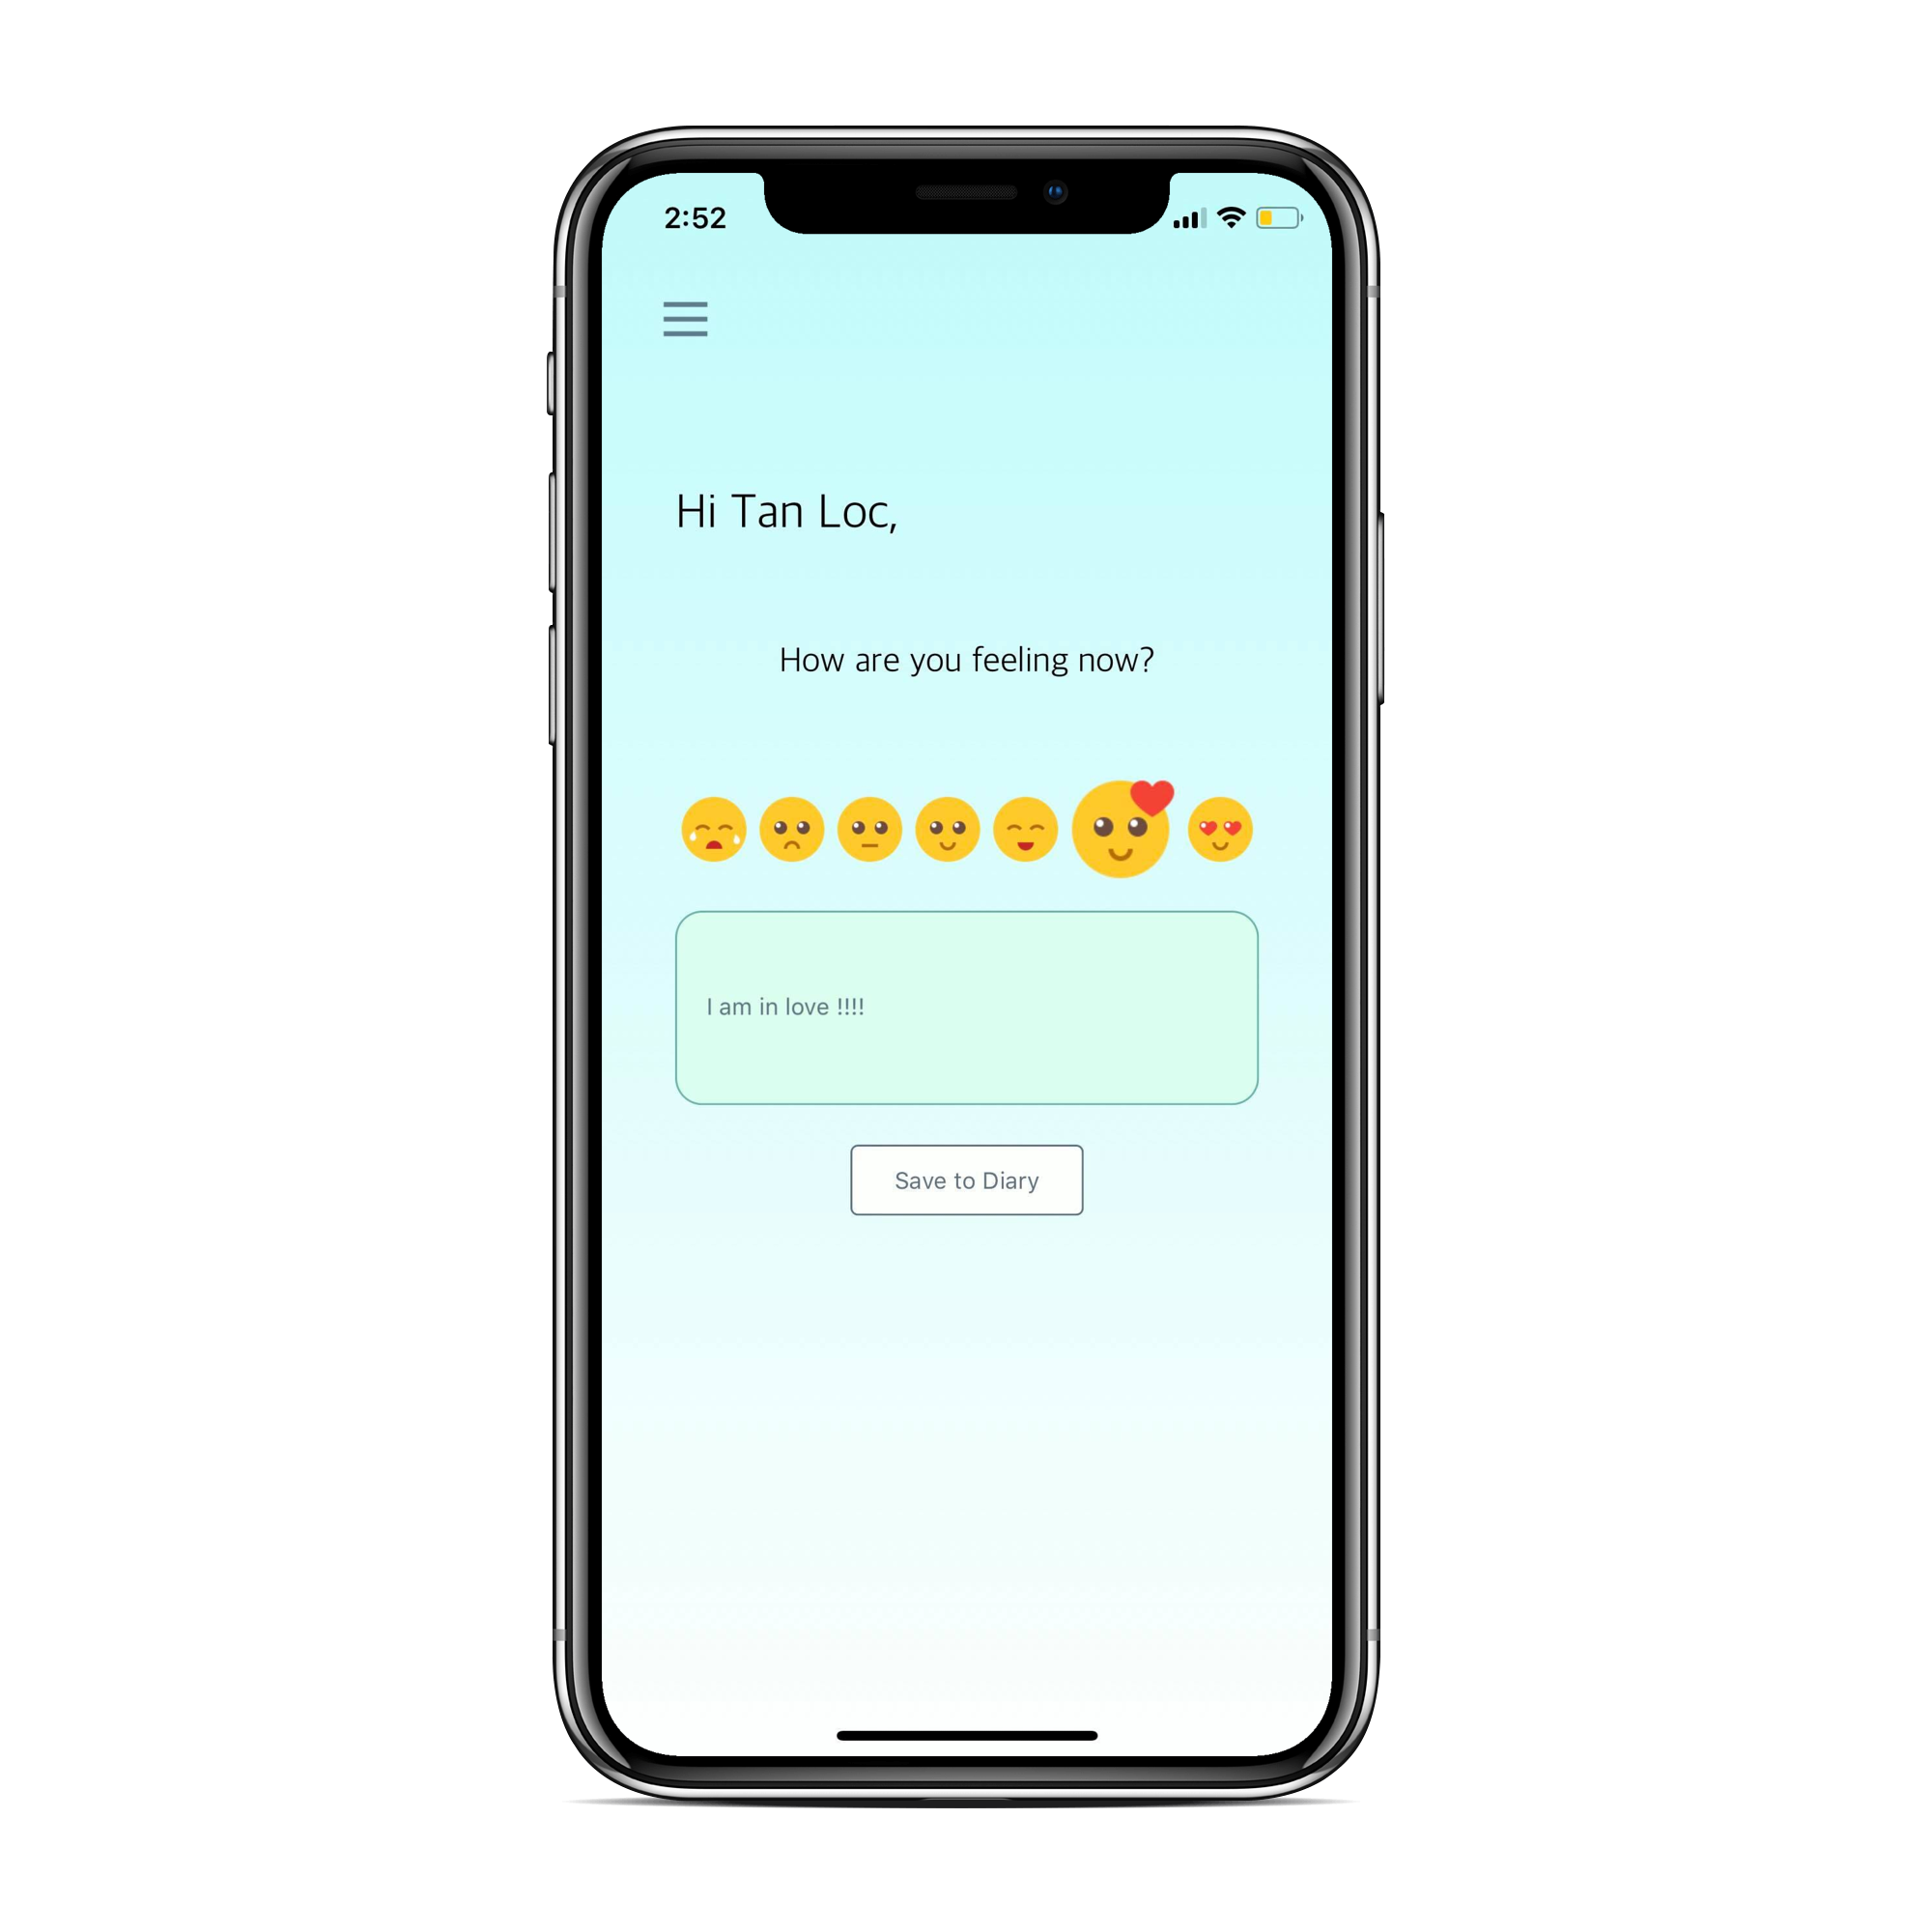 2:52
Hi Tan Loc,
How are you feeling now?
I am in love !!!!
Save to Diary